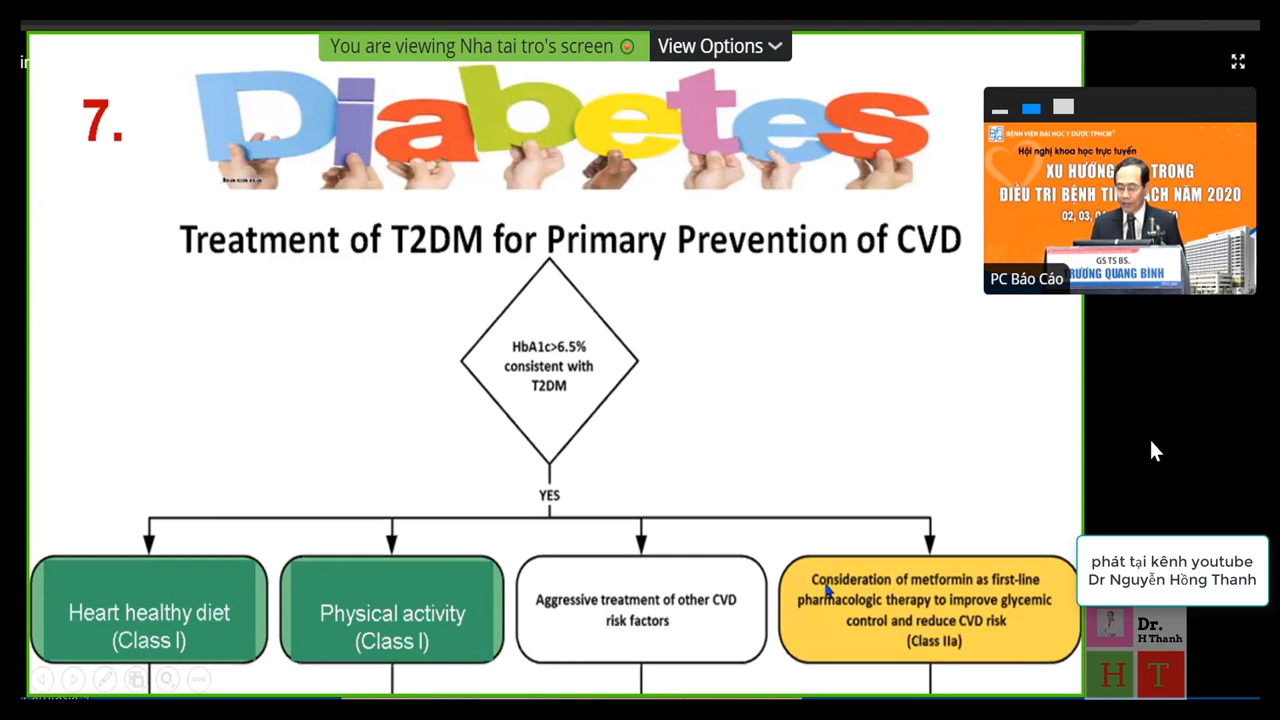 You are viewing Nha tai tro's screen
View Options
7.
Diabetes
bacana
Treatment of T2DM for Primary Prevention of CVD
HbA1c>6.5%
consistent with
T2DM
YES
Heart healthy diet
(Class I)
Physical activity
(Class I)
Aggressive treatment of other CVD
risk factors
Consideration of metformin as first-line
pharmacologic therapy to improve glycemic
control and reduce CVD risk
(Class IIa)
BỆNH VIỆN ĐẠI HỌC Y DƯỢC TPHCM
Hội nghị khoa học trực tuyến
XU HƯỚNG TRONG
ĐIỀU TRỊ BỆNH NĂM 2020
02, 03,
GS TS BS.
TRƯƠNG QUANG BÌNH
PC Báo Cáo
phát tại kênh youtube
Dr Nguyễn Hồng Thanh
Dr.
H Thanh
H T